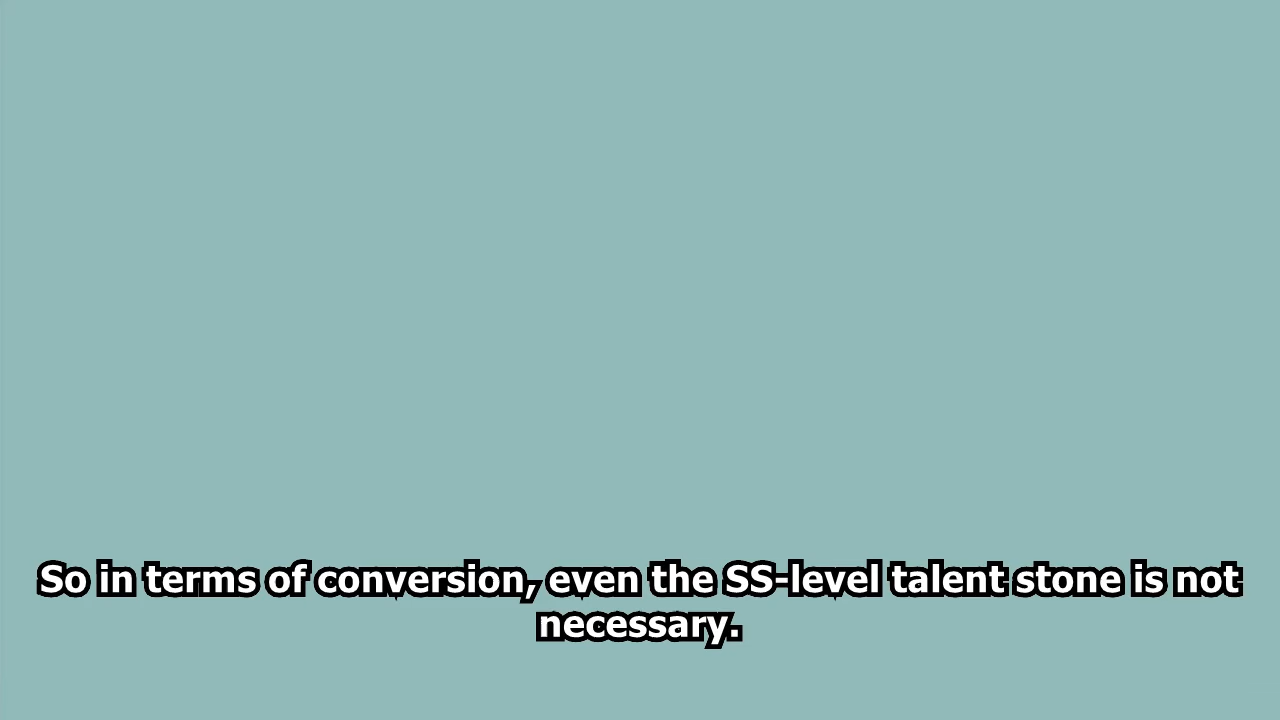 So in terms of conversion, even the SS-level talent stone is not
necessary.